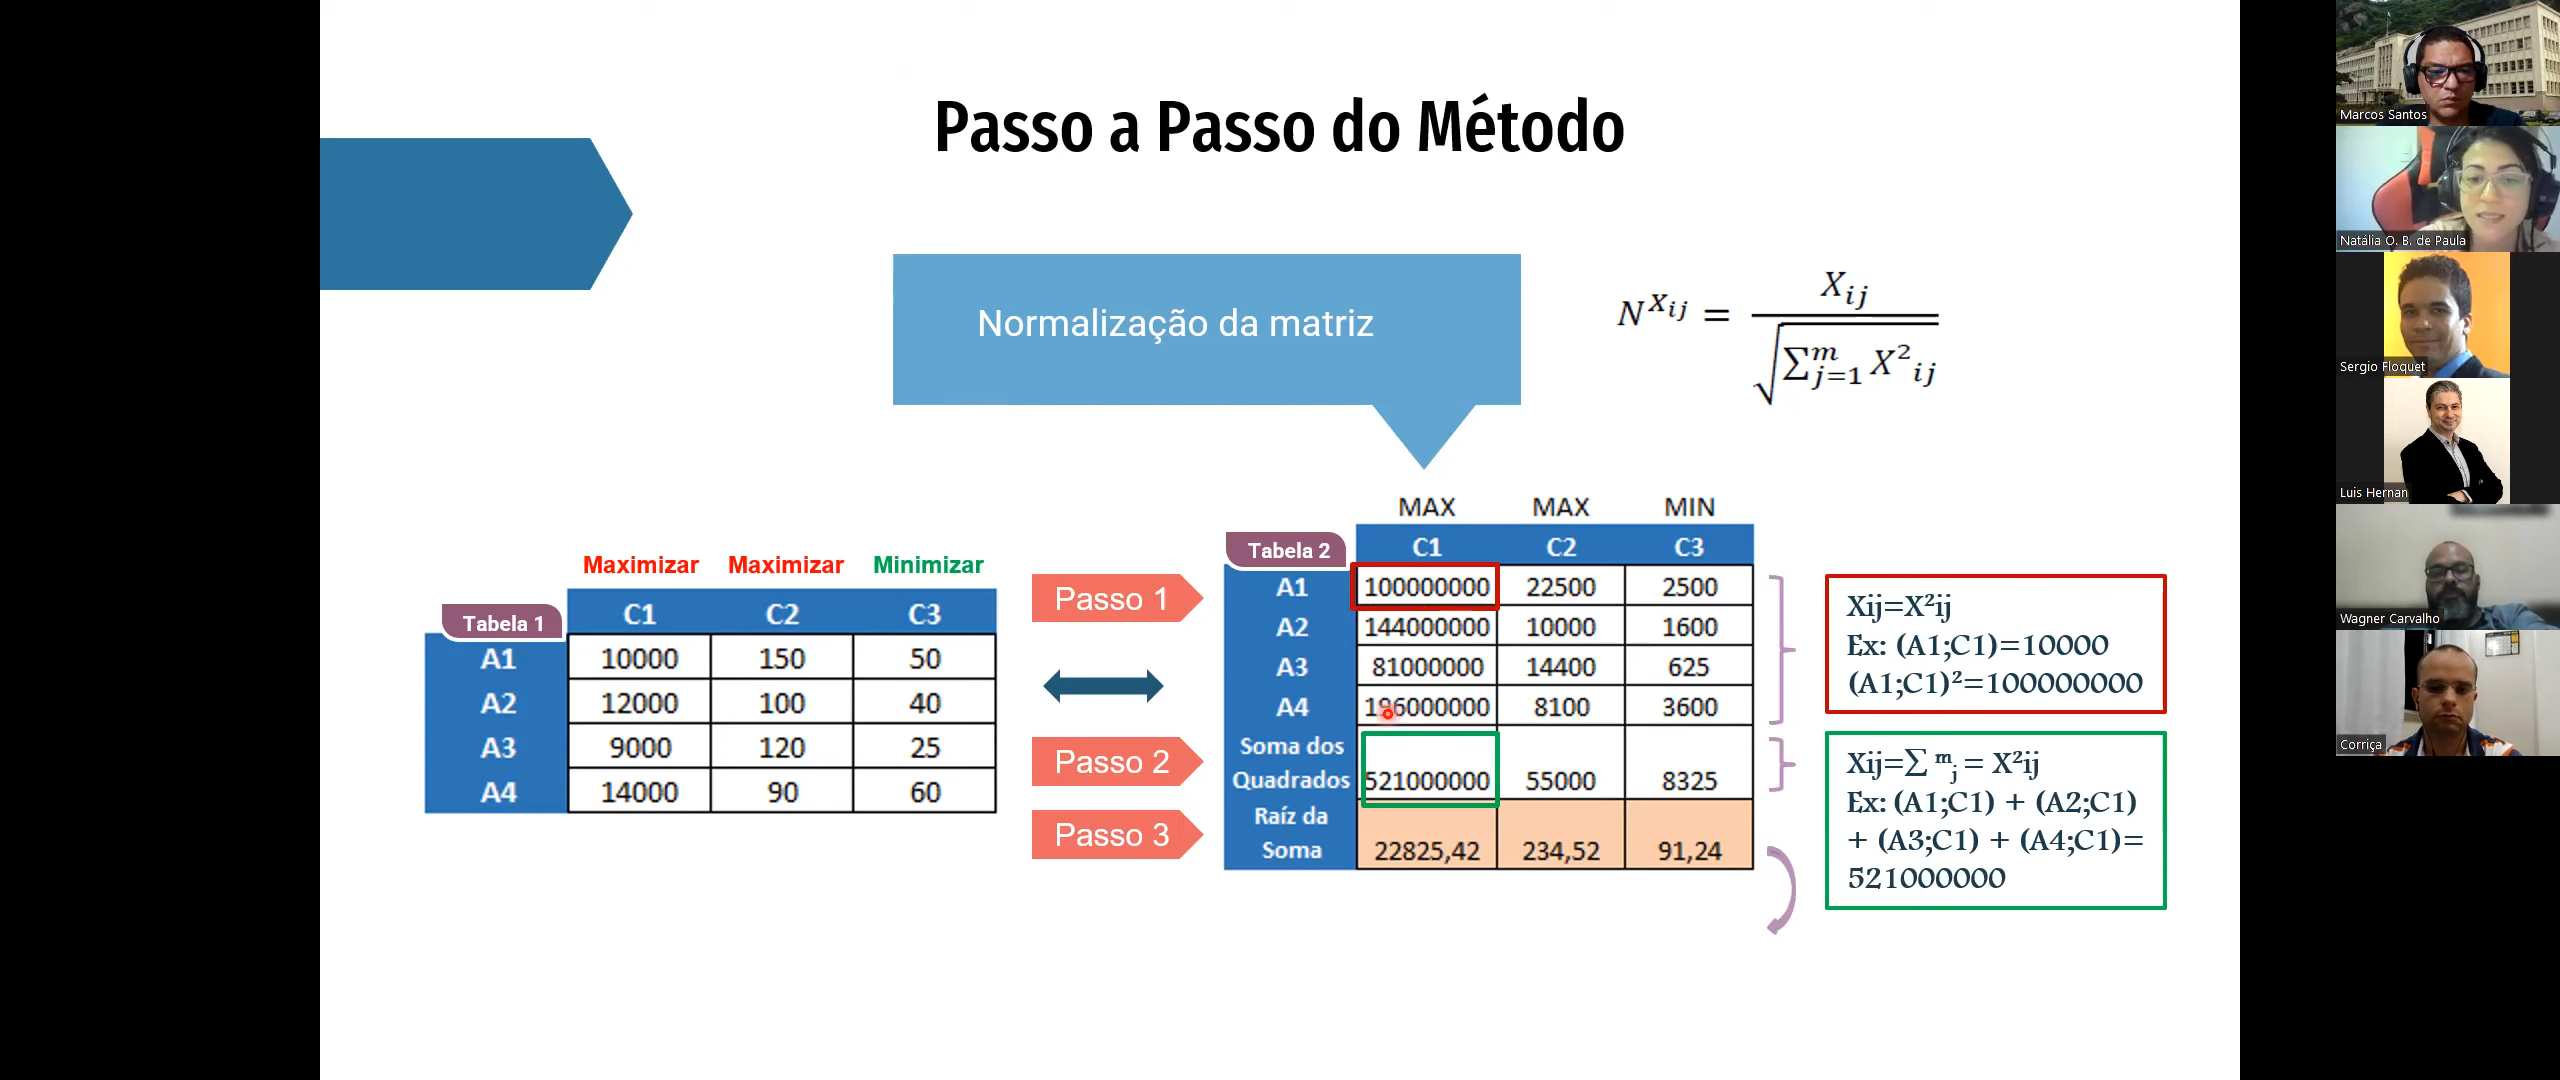 Passo a Passo do Método
Normalização da matriz
N^X_ij = X_ij / √(∑^m_j=1 X²_ij)
Maximizar Maximizar Minimizar
Tabela 1 C1 C2 C3
A1 10000 150 50
A2 12000 100 40
A3 9000 120 25
A4 14000 90 60
Passo 1
Passo 2
Passo 3
MAX MAX MIN
Tabela 2 C1 C2 C3
A1 100000000 22500 2500
A2 144000000 10000 1600
A3 81000000 14400 625
A4 196000000 8100 3600
Soma dos
Quadrados 521000000 55000 8325
Raíz da
Soma 22825,42 234,52 91,24
Xij=X²ij
Ex: (A1;C1)=10000
(A1;C1)²=100000000
Xij=∑ ᵐj = X²ij
Ex: (A1;C1) + (A2;C1)
+ (A3;C1) + (A4;C1)=
521000000
Marcos Santos
Natália O. B. de Paula
Sergio Floquet
Luis Hernan
Wagner Carvalho
Corriça